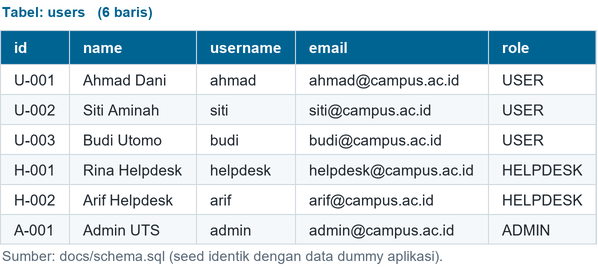 Tabel: users (6 baris)
id name username email role
U-001 Ahmad Dani ahmad ahmad@campus.ac.id USER
U-002 Siti Aminah siti siti@campus.ac.id USER
U-003 Budi Utomo budi budi@campus.ac.id USER
H-001 Rina Helpdesk helpdesk helpdesk@campus.ac.id HELPDESK
H-002 Arif Helpdesk arif arif@campus.ac.id HELPDESK
A-001 Admin UTS admin admin@campus.ac.id ADMIN
Sumber: docs/schema.sql (seed identik dengan data dummy aplikasi).